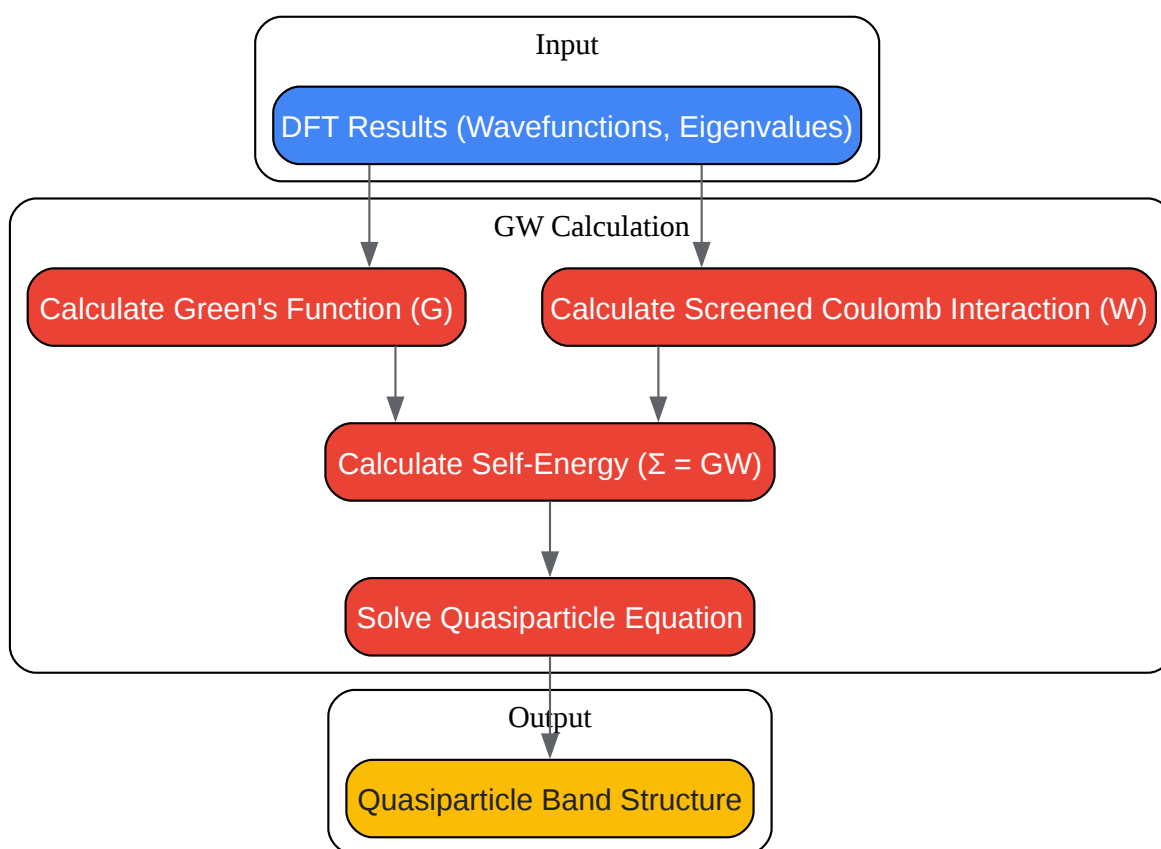 Input
DFT Results (Wavefunctions, Eigenvalues)
GW Calculation
Calculate Green's Function (G)
Calculate Screened Coulomb Interaction (W)
Calculate Self-Energy (Σ = GW)
Solve Quasiparticle Equation
Output
Quasiparticle Band Structure